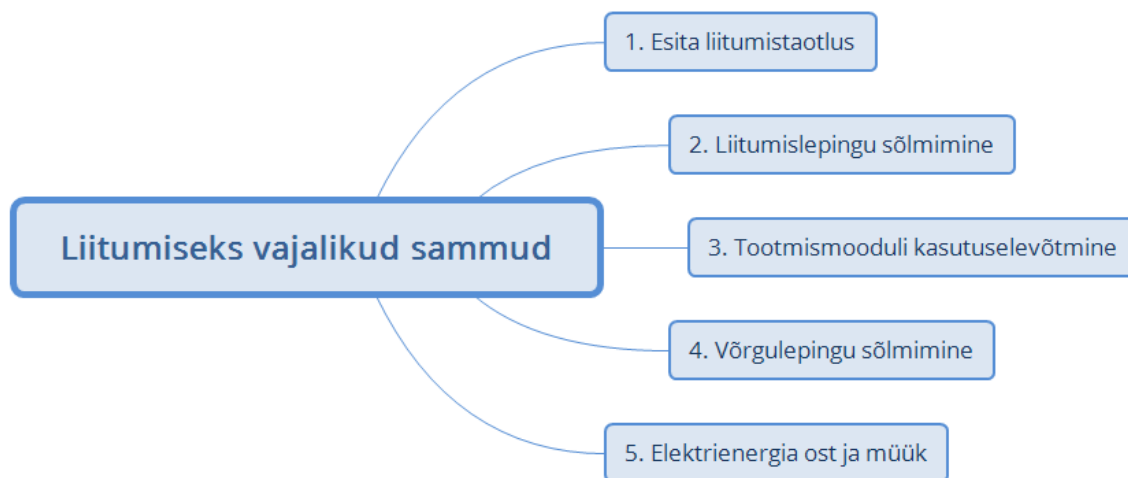 1. Esita liitumistaotlus
2. Liitumislepingu sõlmimine
Liitumiseks vajalikud sammud
3. Tootmismooduli kasutuselevõtmine
4. Võrgulepingu sõlmimine
5. Elektrienergia ost ja müük